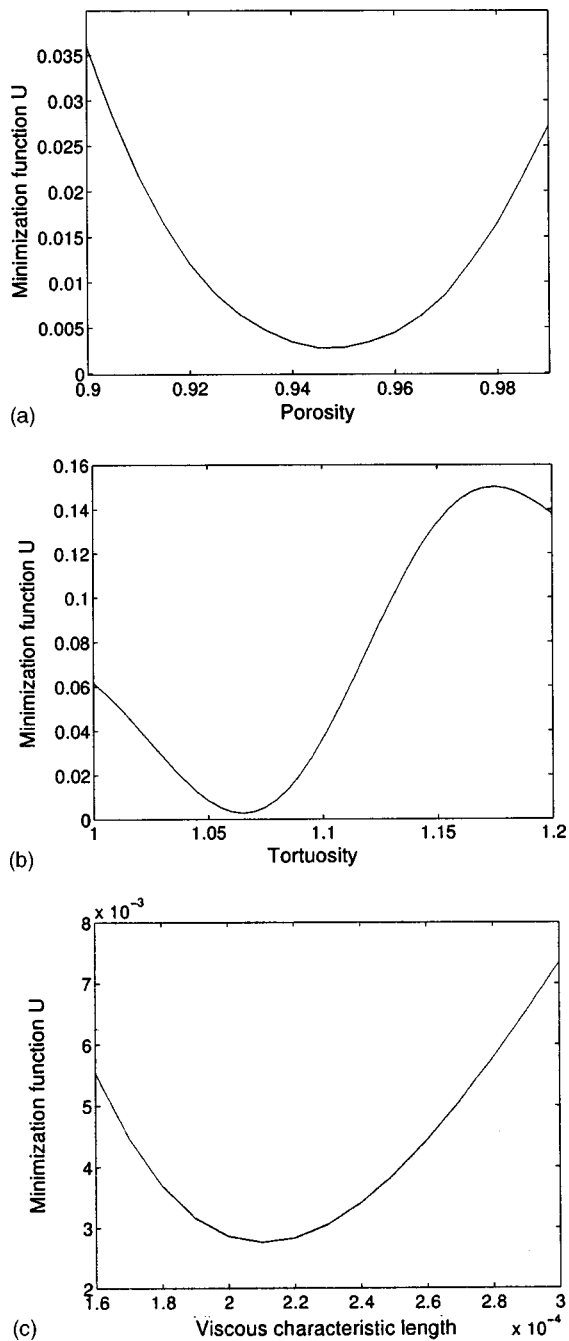 0.035
0.03
0.025
0.02
0.015
0.01
0.005
0
Minimization function U
0.9 0.92 0.94 0.96 0.98
Porosity
(a)
0.16
0.14
0.12
0.1
0.08
0.06
0.04
0.02
0
Minimization function U
1 1.05 1.1 1.15 1.2
Tortuosity
(b)
x 10⁻³
8
7
6
5
4
3
2
Minimization function U
1.6 1.8 2 2.2 2.4 2.6 2.8 3
Viscous characteristic length x 10⁻⁴
(c)